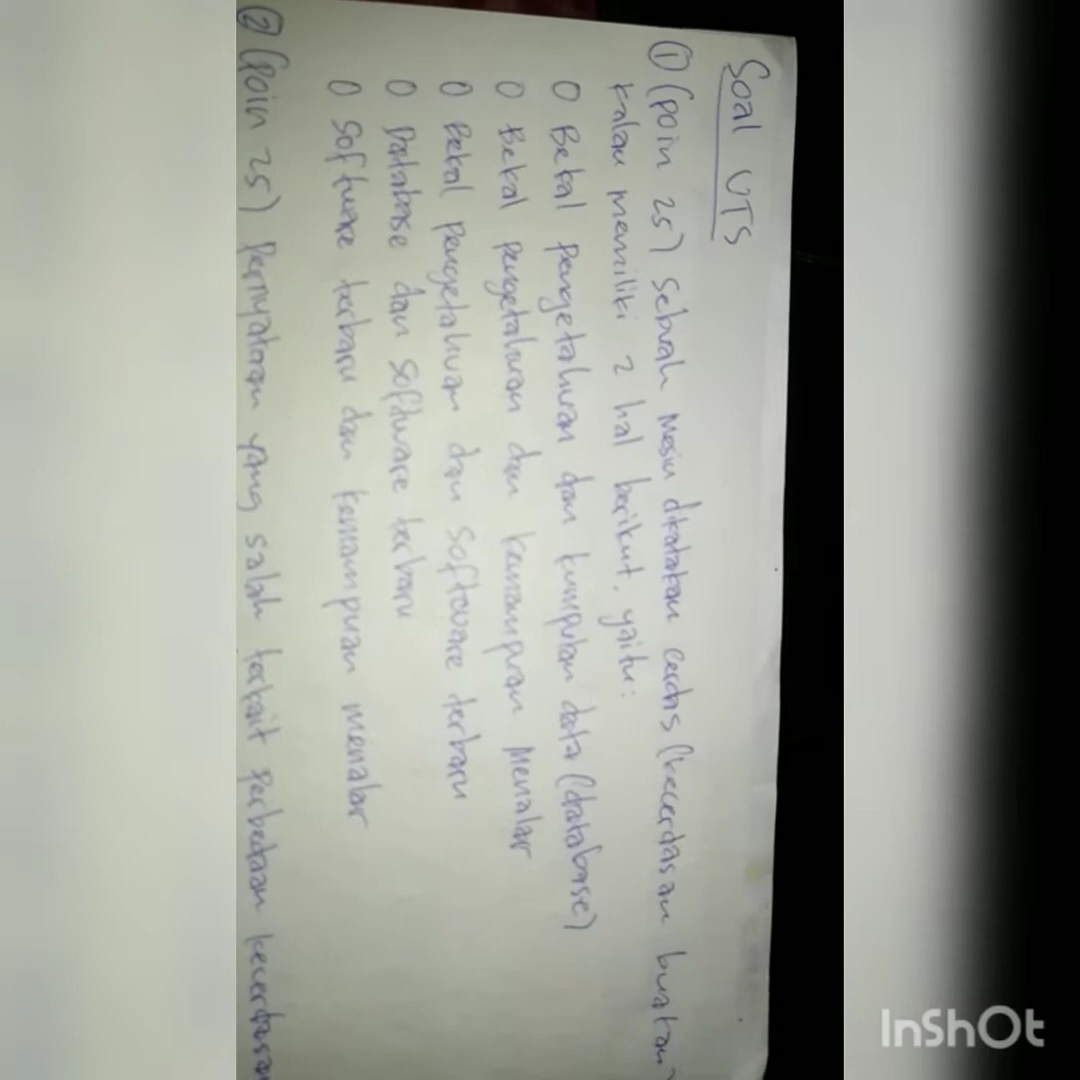 Soal UTS
① (poin 25) Sebuah mesin dikatakan cerdas (kecerdasan buatan)
kalau memiliki 2 hal berikut, yaitu:
O Bekal pengetahuan dan kumpulan data (database)
O Bekal pengetahuan dan kemampuan menalar
O Bekal pengetahuan dan software terbaru
O Database dan software terbaru
O Software terbaru dan kemampuan menalar
② (poin 25) Pernyataan yang salah terkait perbedaan kecerdasan
InShOt